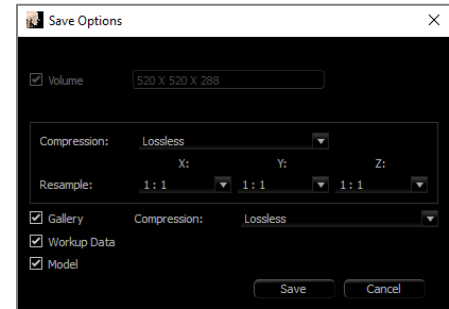 Save Options
Volume 520 X 520 X 288
Compression: Lossless
X: Y: Z:
Resample: 1 : 1 1 : 1 1 : 1
Gallery Compression: Lossless
Workup Data
Model
Save Cancel